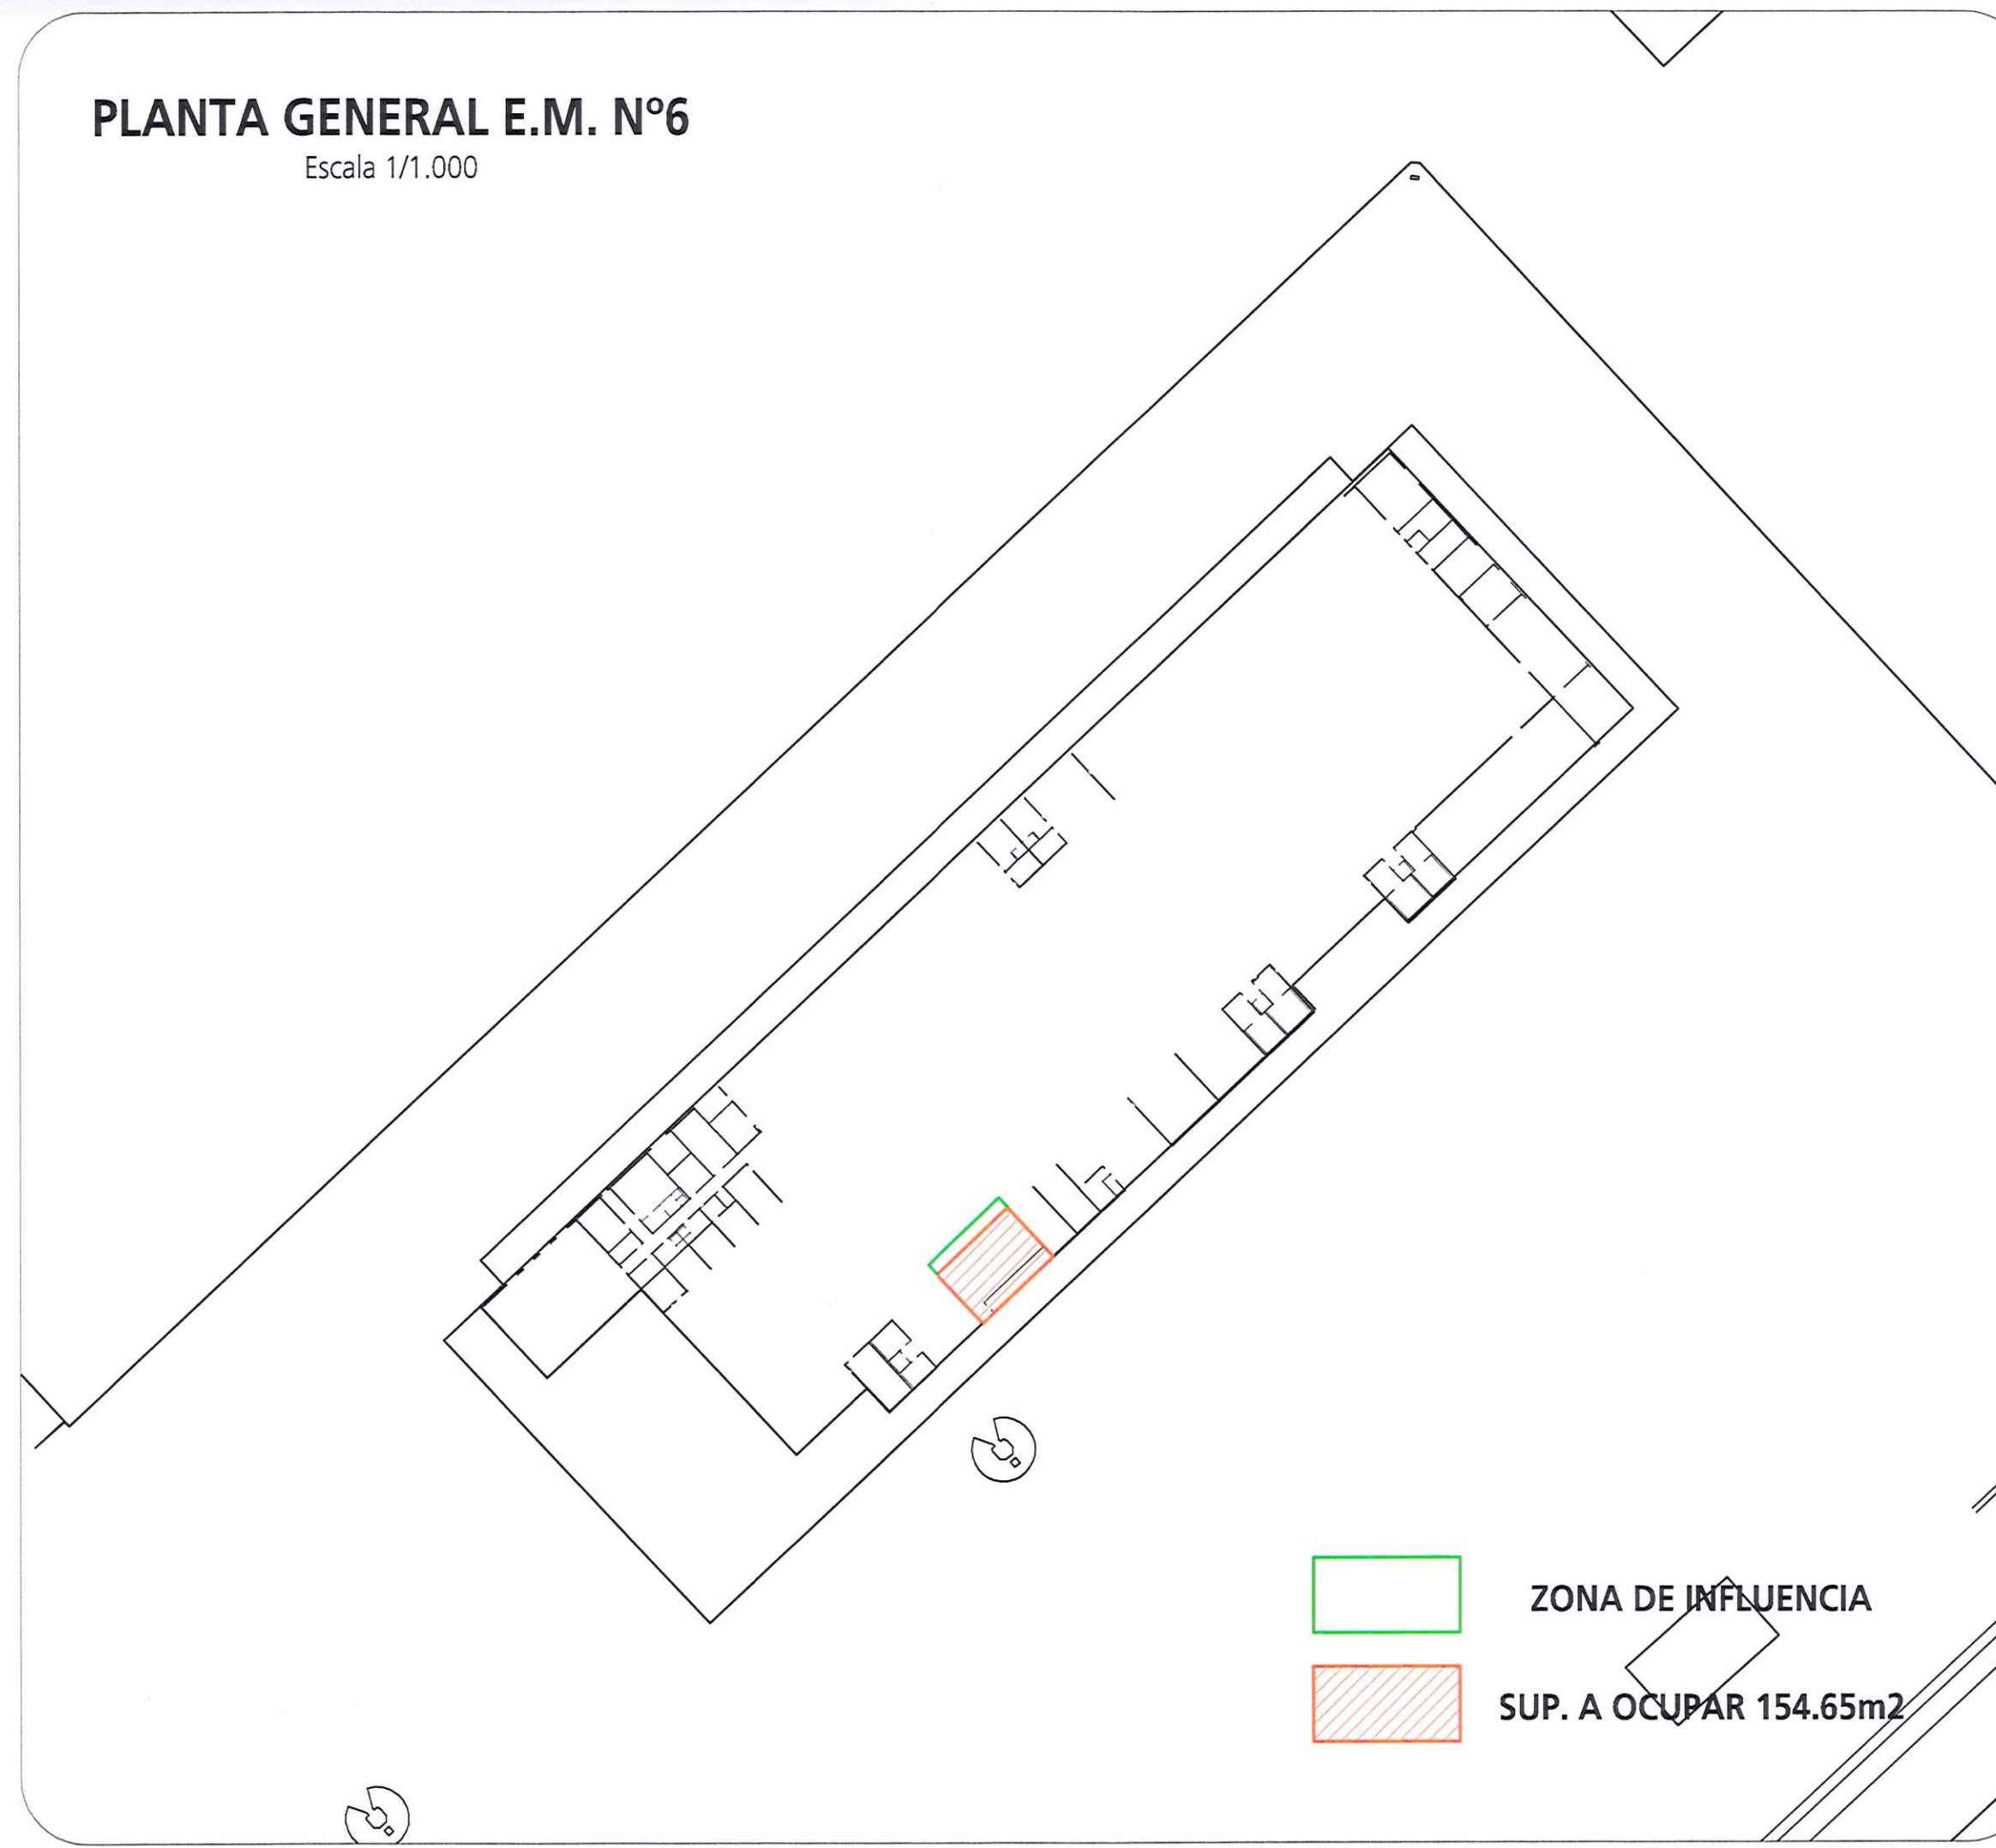 PLANTA GENERAL E.M. Nº6
Escala 1/1.000
ZONA DE INFLUENCIA
SUP. A OCUPAR 154.65m2